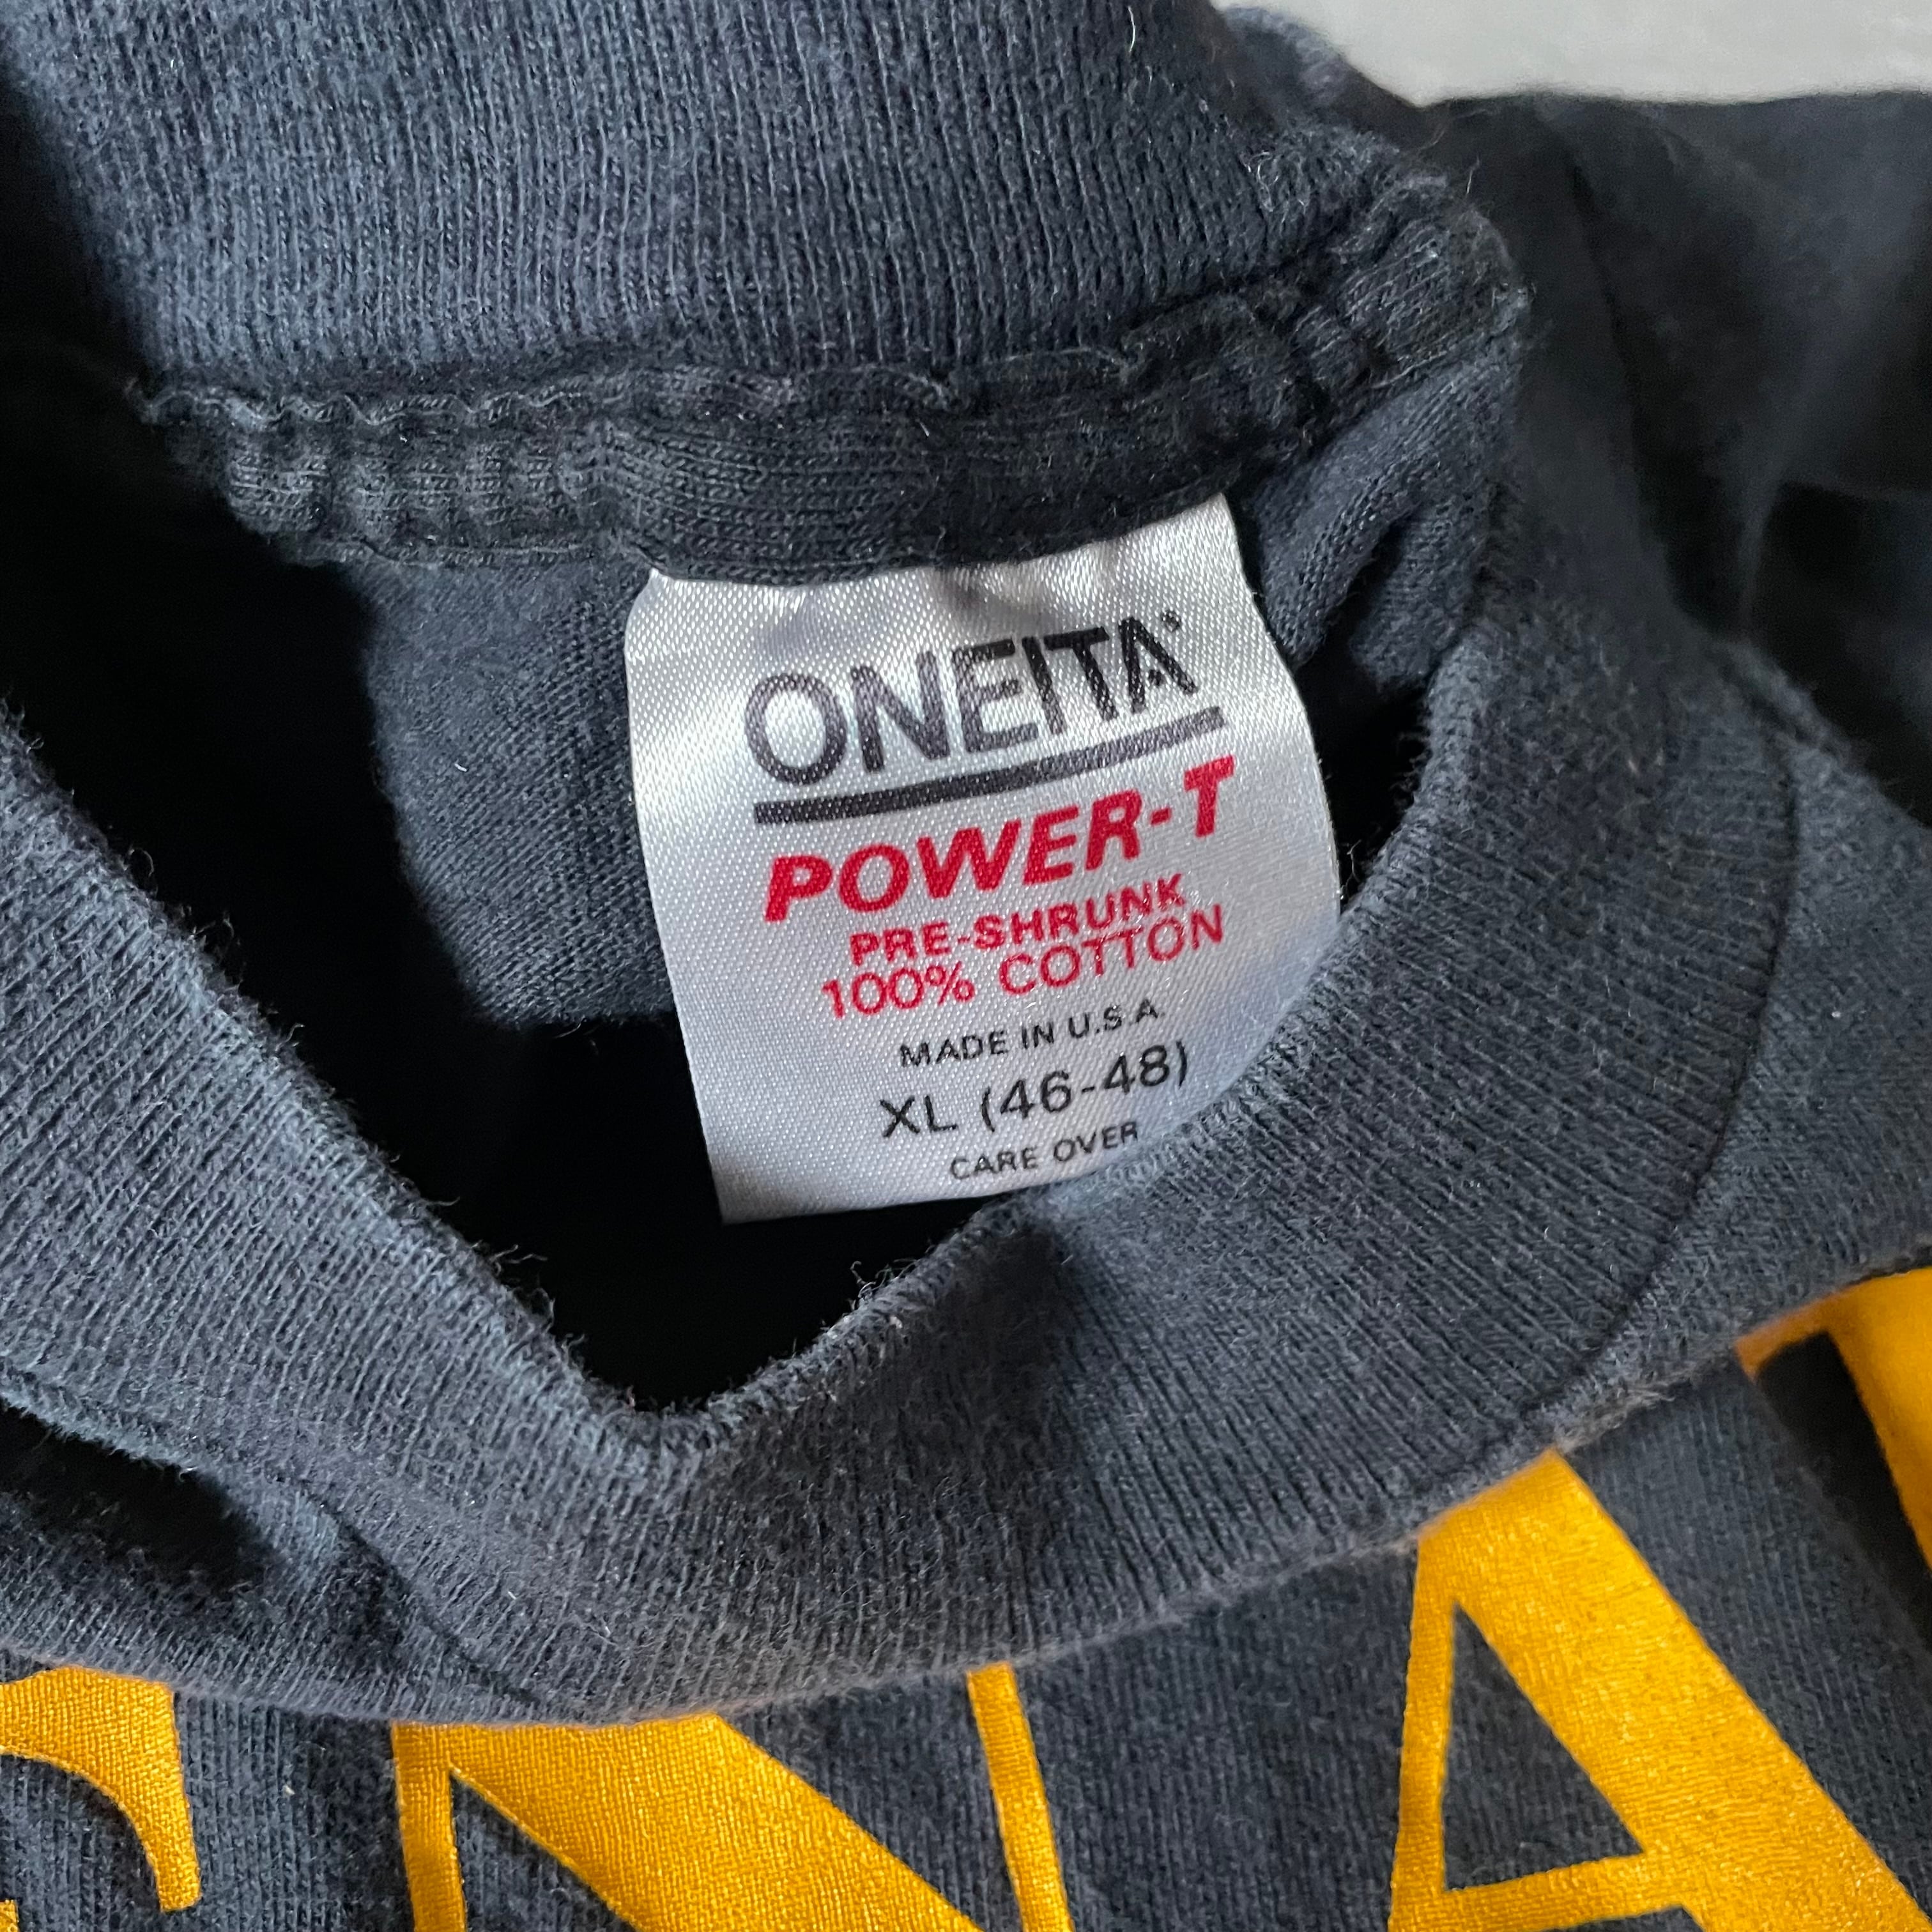 ONEITA®
POWER-T
PRE-SHRUNK
100% COTTON
MADE IN U.S.A.
XL (46-48)
CARE OVER